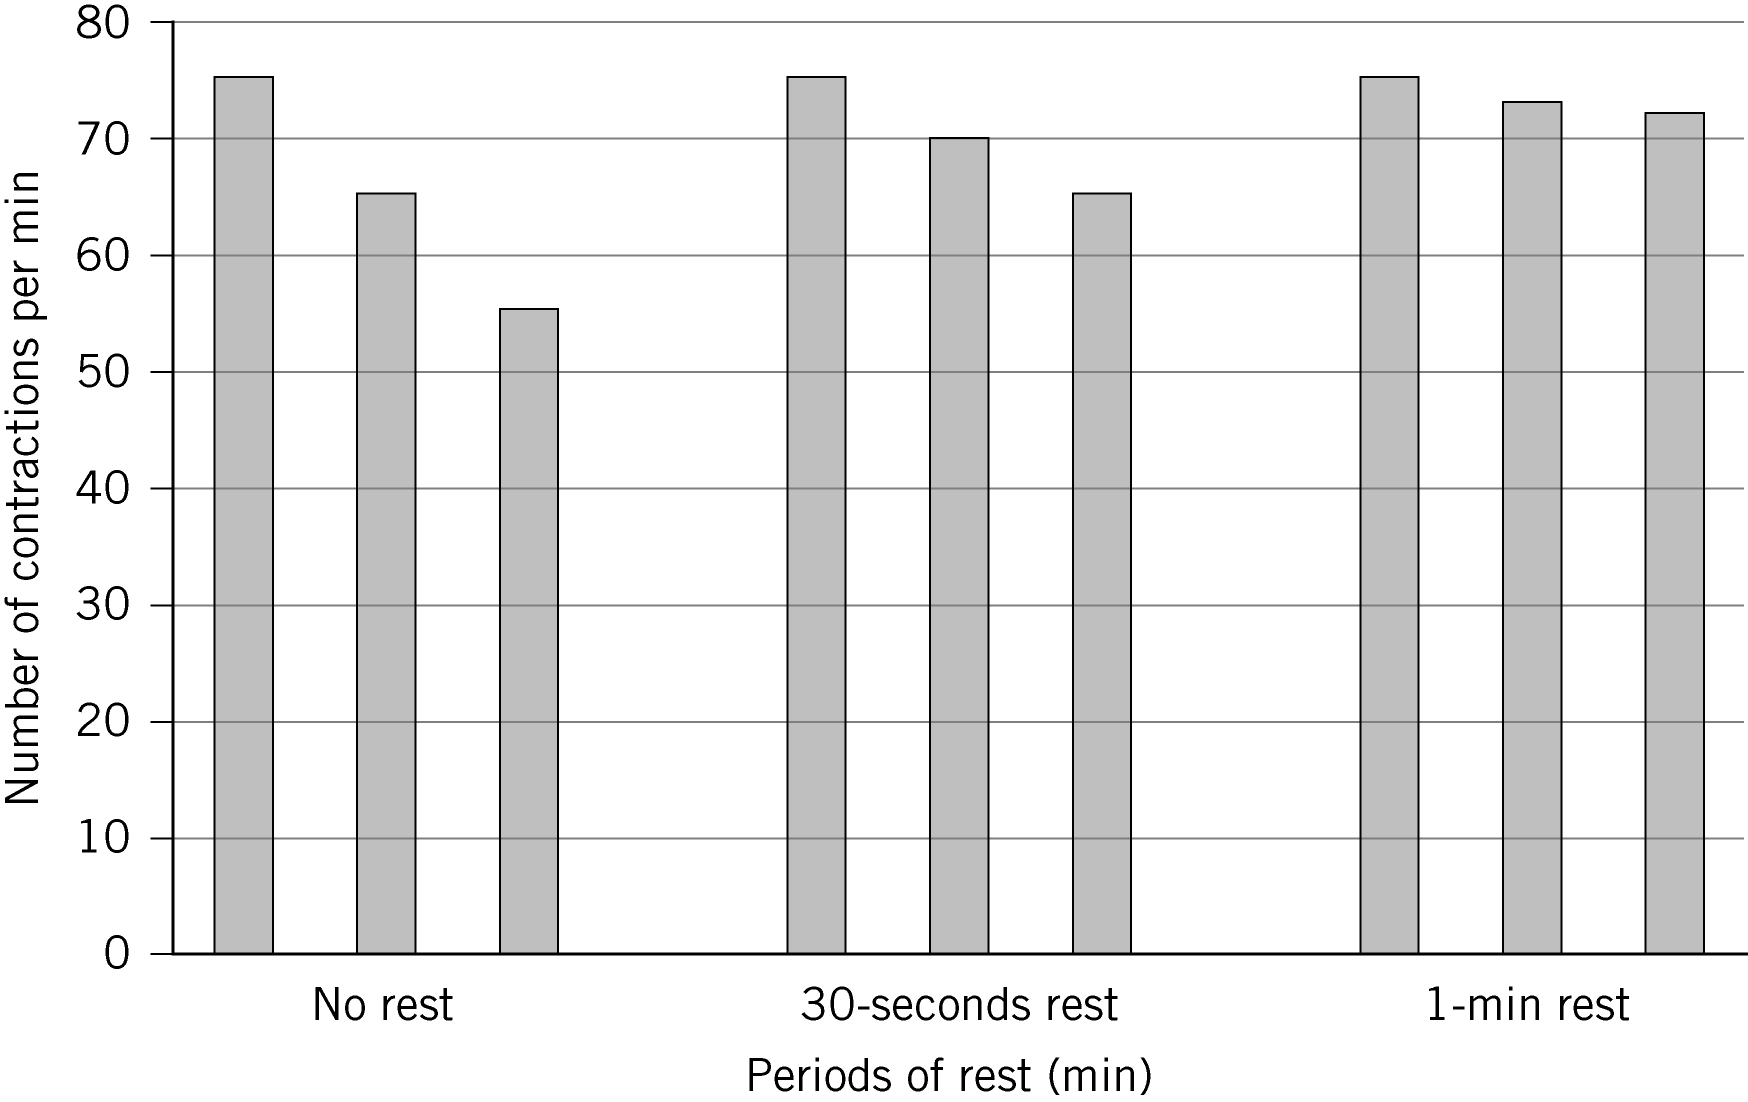 Number of contractions per min
80
70
60
50
40
30
20
10
0
No rest
30-seconds rest
1-min rest
Periods of rest (min)